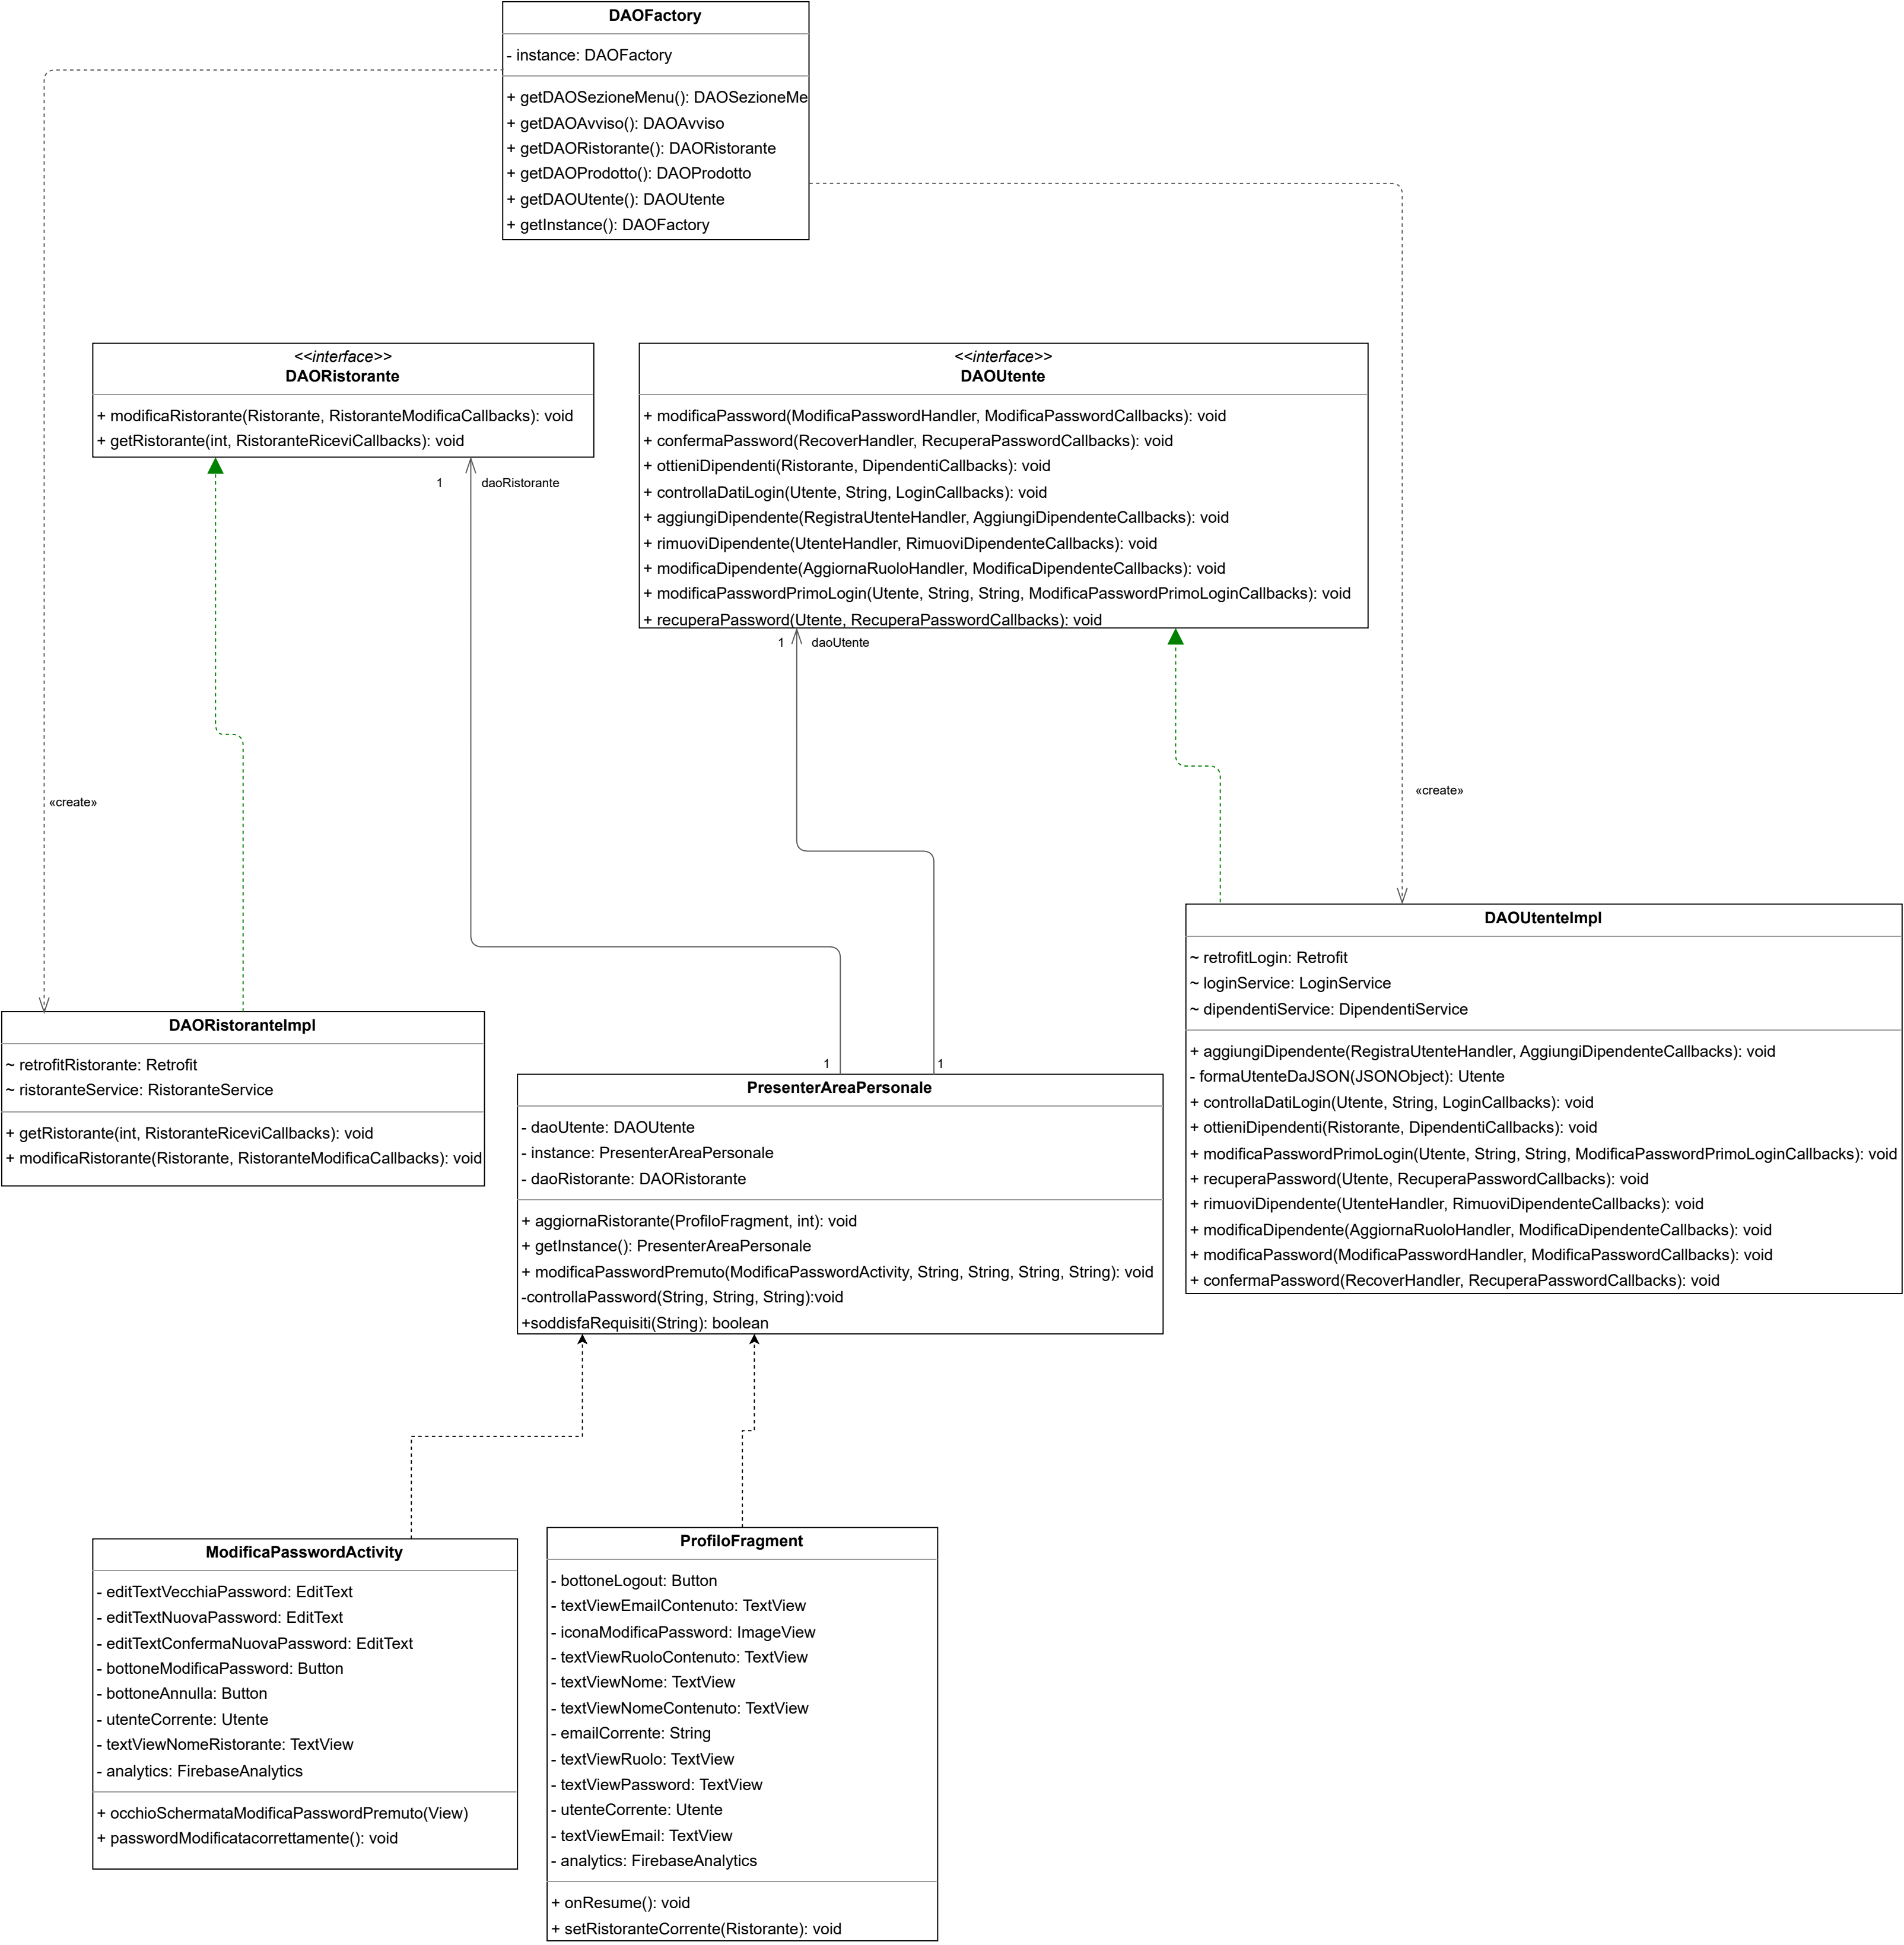 DAOFactory
- instance: DAOFactory
+ getDAOSezioneMenu(): DAOSezioneMe
+ getDAOAvviso(): DAOAvviso
+ getDAORistorante(): DAORistorante
+ getDAOProdotto(): DAOProdotto
+ getDAOUtente(): DAOUtente
+ getInstance(): DAOFactory
<<interface>>
DAORistorante
+ modificaRistorante(Ristorante, RistoranteModificaCallbacks): void
+ getRistorante(int, RistoranteRiceviCallbacks): void
<<interface>>
DAOUtente
+ modificaPassword(ModificaPasswordHandler, ModificaPasswordCallbacks): void
+ confermaPassword(RecoverHandler, RecuperaPasswordCallbacks): void
+ ottieniDipendenti(Ristorante, DipendentiCallbacks): void
+ controllaDatiLogin(Utente, String, LoginCallbacks): void
+ aggiungiDipendente(RegistraUtenteHandler, AggiungiDipendenteCallbacks): void
+ rimuoviDipendente(UtenteHandler, RimuoviDipendenteCallbacks): void
+ modificaDipendente(AggiornaRuoloHandler, ModificaDipendenteCallbacks): void
+ modificaPasswordPrimoLogin(Utente, String, String, ModificaPasswordPrimoLoginCallbacks): void
+ recuperaPassword(Utente, RecuperaPasswordCallbacks): void
1 daoRistorante
1 daoUtente
«create»
«create»
DAORistoranteImpl
~ retrofitRistorante: Retrofit
~ ristoranteService: RistoranteService
+ getRistorante(int, RistoranteRiceviCallbacks): void
+ modificaRistorante(Ristorante, RistoranteModificaCallbacks): void
1
1
PresenterAreaPersonale
- daoUtente: DAOUtente
- instance: PresenterAreaPersonale
- daoRistorante: DAORistorante
+ aggiornaRistorante(ProfiloFragment, int): void
+ getInstance(): PresenterAreaPersonale
+ modificaPasswordPremuto(ModificaPasswordActivity, String, String, String, String): void
-controllaPassword(String, String, String):void
+soddisfaRequisiti(String): boolean
DAOUtenteImpl
~ retrofitLogin: Retrofit
~ loginService: LoginService
~ dipendentiService: DipendentiService
+ aggiungiDipendente(RegistraUtenteHandler, AggiungiDipendenteCallbacks): void
- formaUtenteDaJSON(JSONObject): Utente
+ controllaDatiLogin(Utente, String, LoginCallbacks): void
+ ottieniDipendenti(Ristorante, DipendentiCallbacks): void
+ modificaPasswordPrimoLogin(Utente, String, String, ModificaPasswordPrimoLoginCallbacks): void
+ recuperaPassword(Utente, RecuperaPasswordCallbacks): void
+ rimuoviDipendente(UtenteHandler, RimuoviDipendenteCallbacks): void
+ modificaDipendente(AggiornaRuoloHandler, ModificaDipendenteCallbacks): void
+ modificaPassword(ModificaPasswordHandler, ModificaPasswordCallbacks): void
+ confermaPassword(RecoverHandler, RecuperaPasswordCallbacks): void
ModificaPasswordActivity
- editTextVecchiaPassword: EditText
- editTextNuovaPassword: EditText
- editTextConfermaNuovaPassword: EditText
- bottoneModificaPassword: Button
- bottoneAnnulla: Button
- utenteCorrente: Utente
- textViewNomeRistorante: TextView
- analytics: FirebaseAnalytics
+ occhioSchermataModificaPasswordPremuto(View)
+ passwordModificatacorrettamente(): void
ProfiloFragment
- bottoneLogout: Button
- textViewEmailContenuto: TextView
- iconaModificaPassword: ImageView
- textViewRuoloContenuto: TextView
- textViewNome: TextView
- textViewNomeContenuto: TextView
- emailCorrente: String
- textViewRuolo: TextView
- textViewPassword: TextView
- utenteCorrente: Utente
- textViewEmail: TextView
- analytics: FirebaseAnalytics
+ onResume(): void
+ setRistoranteCorrente(Ristorante): void